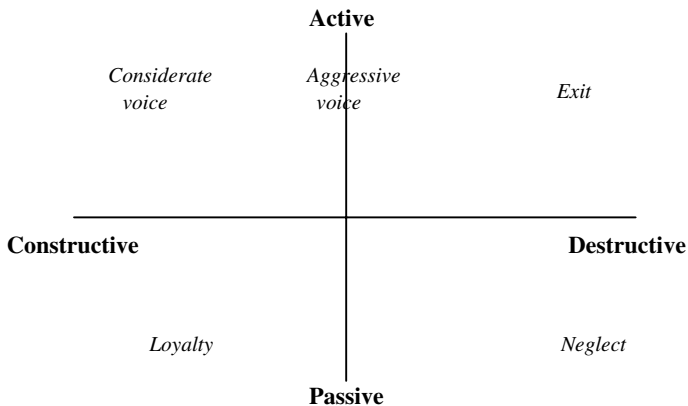 Active
Considerate
voice
Aggressive
voice
Exit
Constructive
Destructive
Loyalty
Neglect
Passive